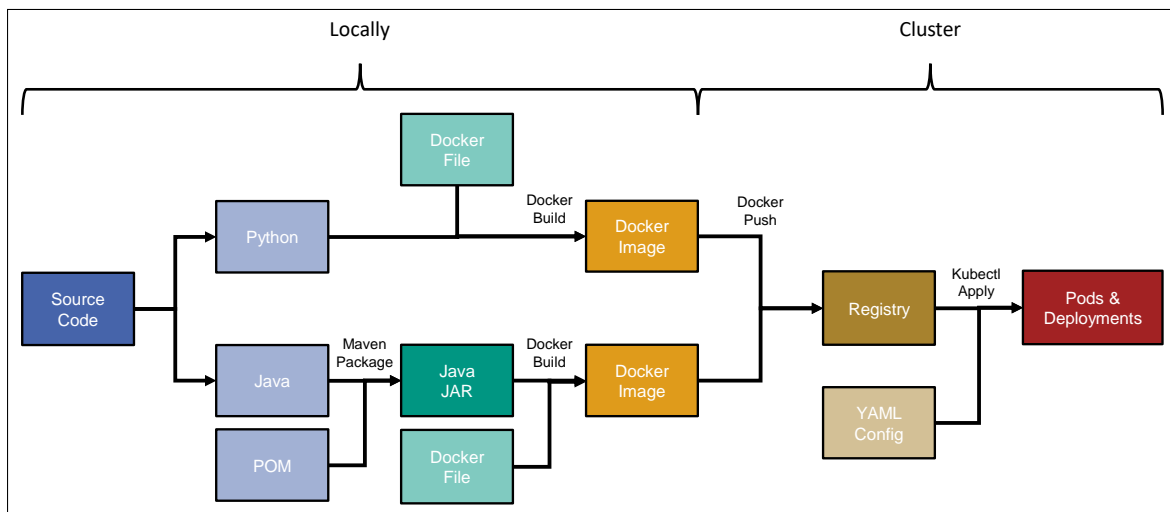 Locally
Cluster
Docker
File
Docker
Build
Docker
Push
Python
Docker
Image
Source
Code
Registry
Kubectl
Apply
Pods &
Deployments
Maven
Package
Docker
Build
Java
Java
JAR
Docker
Image
YAML
Config
POM
Docker
File